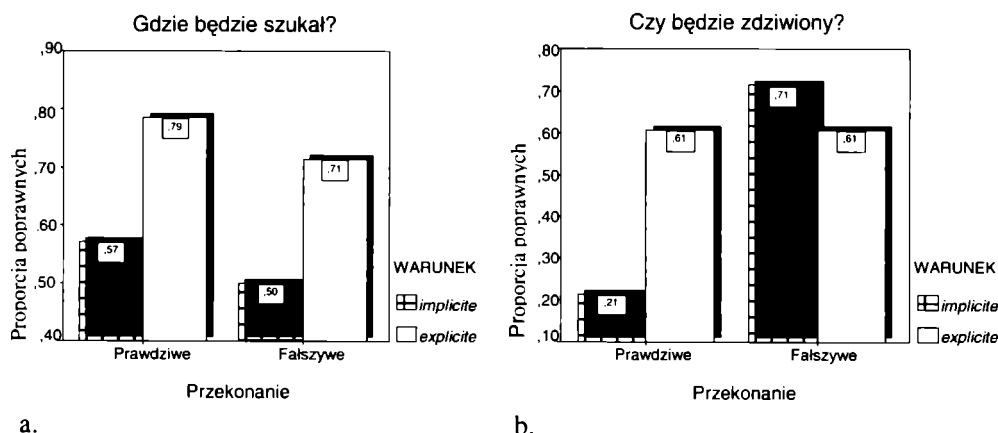 Gdzie będzie szukał?
,90
,80
,70
,60
,50
,40
Proporcja poprawnych
,57
,79
,50
,71
Prawdziwe
Fałszywe
Przekonanie
WARUNEK
implicite
explicite
a.
Czy będzie zdziwiony?
,80
,70
,60
,50
,40
,30
,20
,10
Proporcja poprawnych
,21
,61
,71
,61
Prawdziwe
Fałszywe
Przekonanie
WARUNEK
implicite
explicite
b.